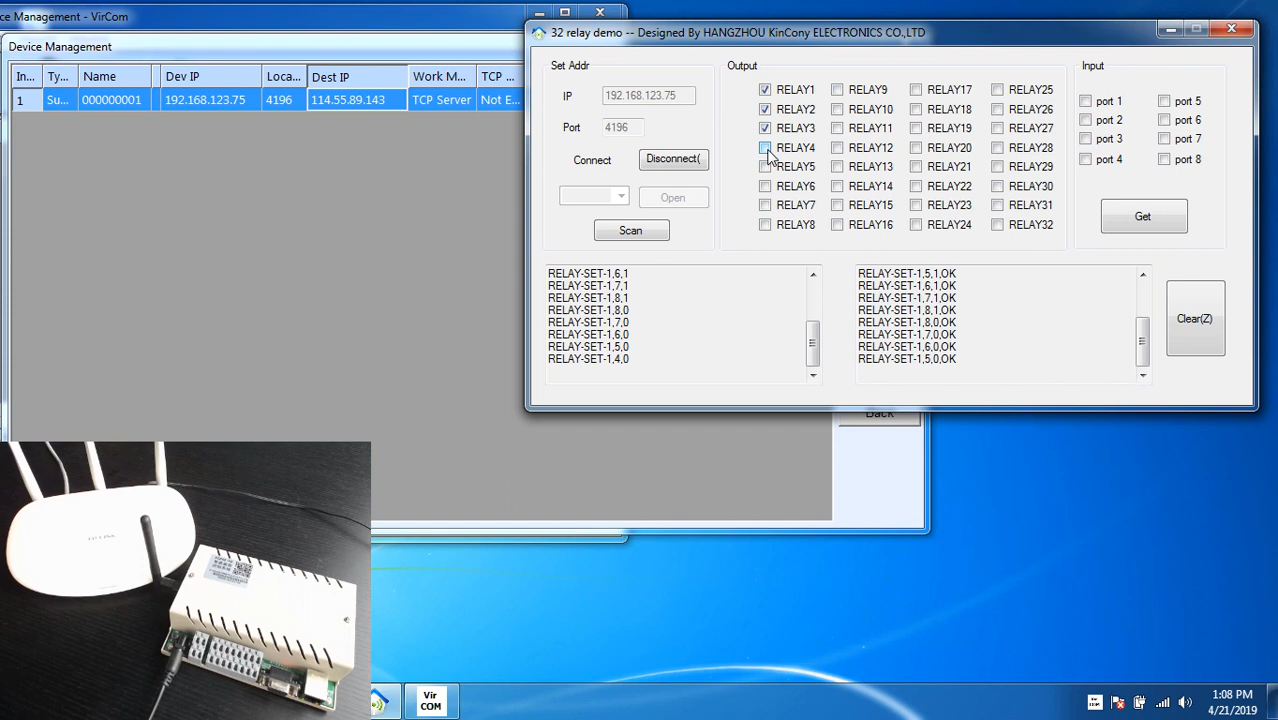 ce Management - VirCom
Device Management
In... Ty... Name Dev IP Loca... Dest IP Work M... TCP ...
1 Su... 000000001 192.168.123.75 4196 114.55.89.143 TCP Server Not E...
Back
32 relay demo -- Designed By HANGZHOU KinCony ELECTRONICS CO.,LTD
Set Addr
IP 192.168.123.75
Port 4196
Connect Disconnect(
Open
Scan
Output
RELAY1 RELAY9 RELAY17 RELAY25
RELAY2 RELAY10 RELAY18 RELAY26
RELAY3 RELAY11 RELAY19 RELAY27
RELAY4 RELAY12 RELAY20 RELAY28
RELAY5 RELAY13 RELAY21 RELAY29
RELAY6 RELAY14 RELAY22 RELAY30
RELAY7 RELAY15 RELAY23 RELAY31
RELAY8 RELAY16 RELAY24 RELAY32
Input
port 1 port 5
port 2 port 6
port 3 port 7
port 4 port 8
Get
RELAY-SET-1,6,1
RELAY-SET-1,7,1
RELAY-SET-1,8,1
RELAY-SET-1,8,0
RELAY-SET-1,7,0
RELAY-SET-1,6,0
RELAY-SET-1,5,0
RELAY-SET-1,4,0
RELAY-SET-1,5,1,OK
RELAY-SET-1,6,1,OK
RELAY-SET-1,7,1,OK
RELAY-SET-1,8,1,OK
RELAY-SET-1,8,0,OK
RELAY-SET-1,7,0,OK
RELAY-SET-1,6,0,OK
RELAY-SET-1,5,0,OK
Clear(Z)
Vir
COM
1:08 PM
4/21/2019